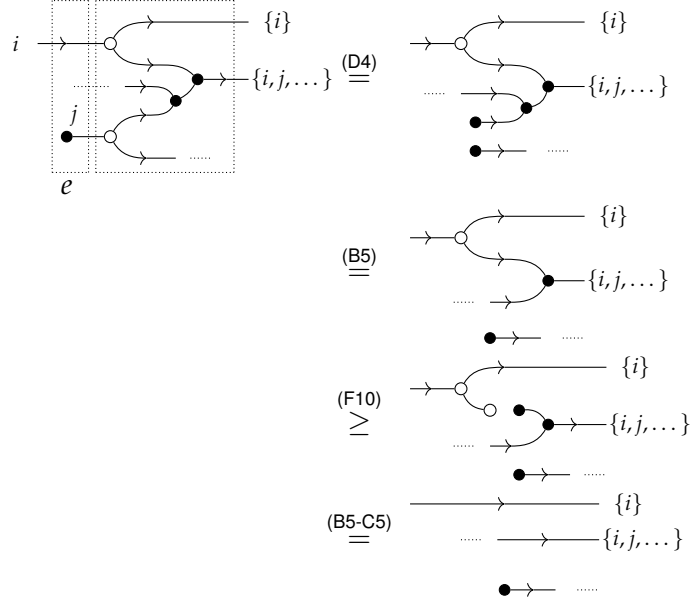 {i}
i
{i, j, . . . }
......
j
......
e
(D4)
=
{i}
{i, j, . . . }
......
......
(B5)
=
{i}
{i, j, . . . }
......
......
(F10)
≥
{i}
{i, j, . . . }
......
......
(B5-C5)
=
{i}
...... {i, j, . . . }
......